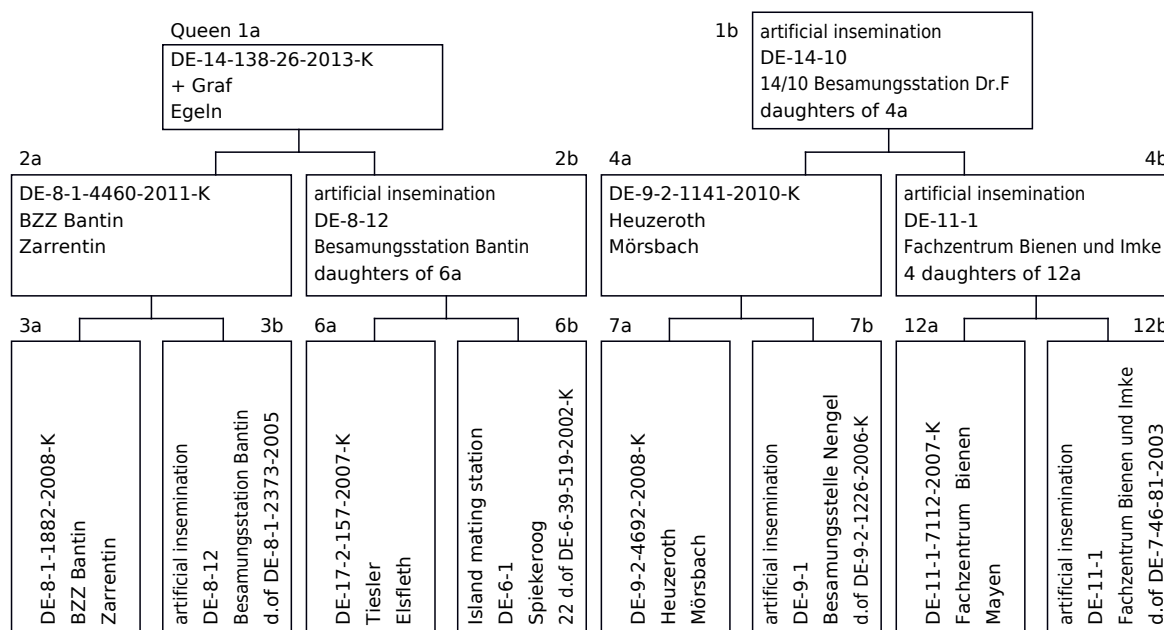 Queen 1a
DE-14-138-26-2013-K
+ Graf
Egeln
1b
artificial insemination
DE-14-10
14/10 Besamungsstation Dr.F
daughters of 4a
2a
DE-8-1-4460-2011-K
BZZ Bantin
Zarrentin
2b
artificial insemination
DE-8-12
Besamungsstation Bantin
daughters of 6a
4a
DE-9-2-1141-2010-K
Heuzeroth
Mörsbach
4b
artificial insemination
DE-11-1
Fachzentrum Bienen und Imke
4 daughters of 12a
3a
DE-8-1-1882-2008-K
BZZ Bantin
Zarrentin
3b
artificial insemination
DE-8-12
Besamungsstation Bantin
d.of DE-8-1-2373-2005
6a
DE-17-2-157-2007-K
Tiesler
Elsfleth
6b
Island mating station
DE-6-1
Spiekeroog
22 d.of DE-6-39-519-2002-K
7a
DE-9-2-4692-2008-K
Heuzeroth
Mörsbach
7b
artificial insemination
DE-9-1
Besamungsstelle Nengel
d.of DE-9-2-1226-2006-K
12a
DE-11-1-7112-2007-K
Fachzentrum Bienen
Mayen
12b
artificial insemination
DE-11-1
Fachzentrum Bienen und Imke
d.of DE-7-46-81-2003